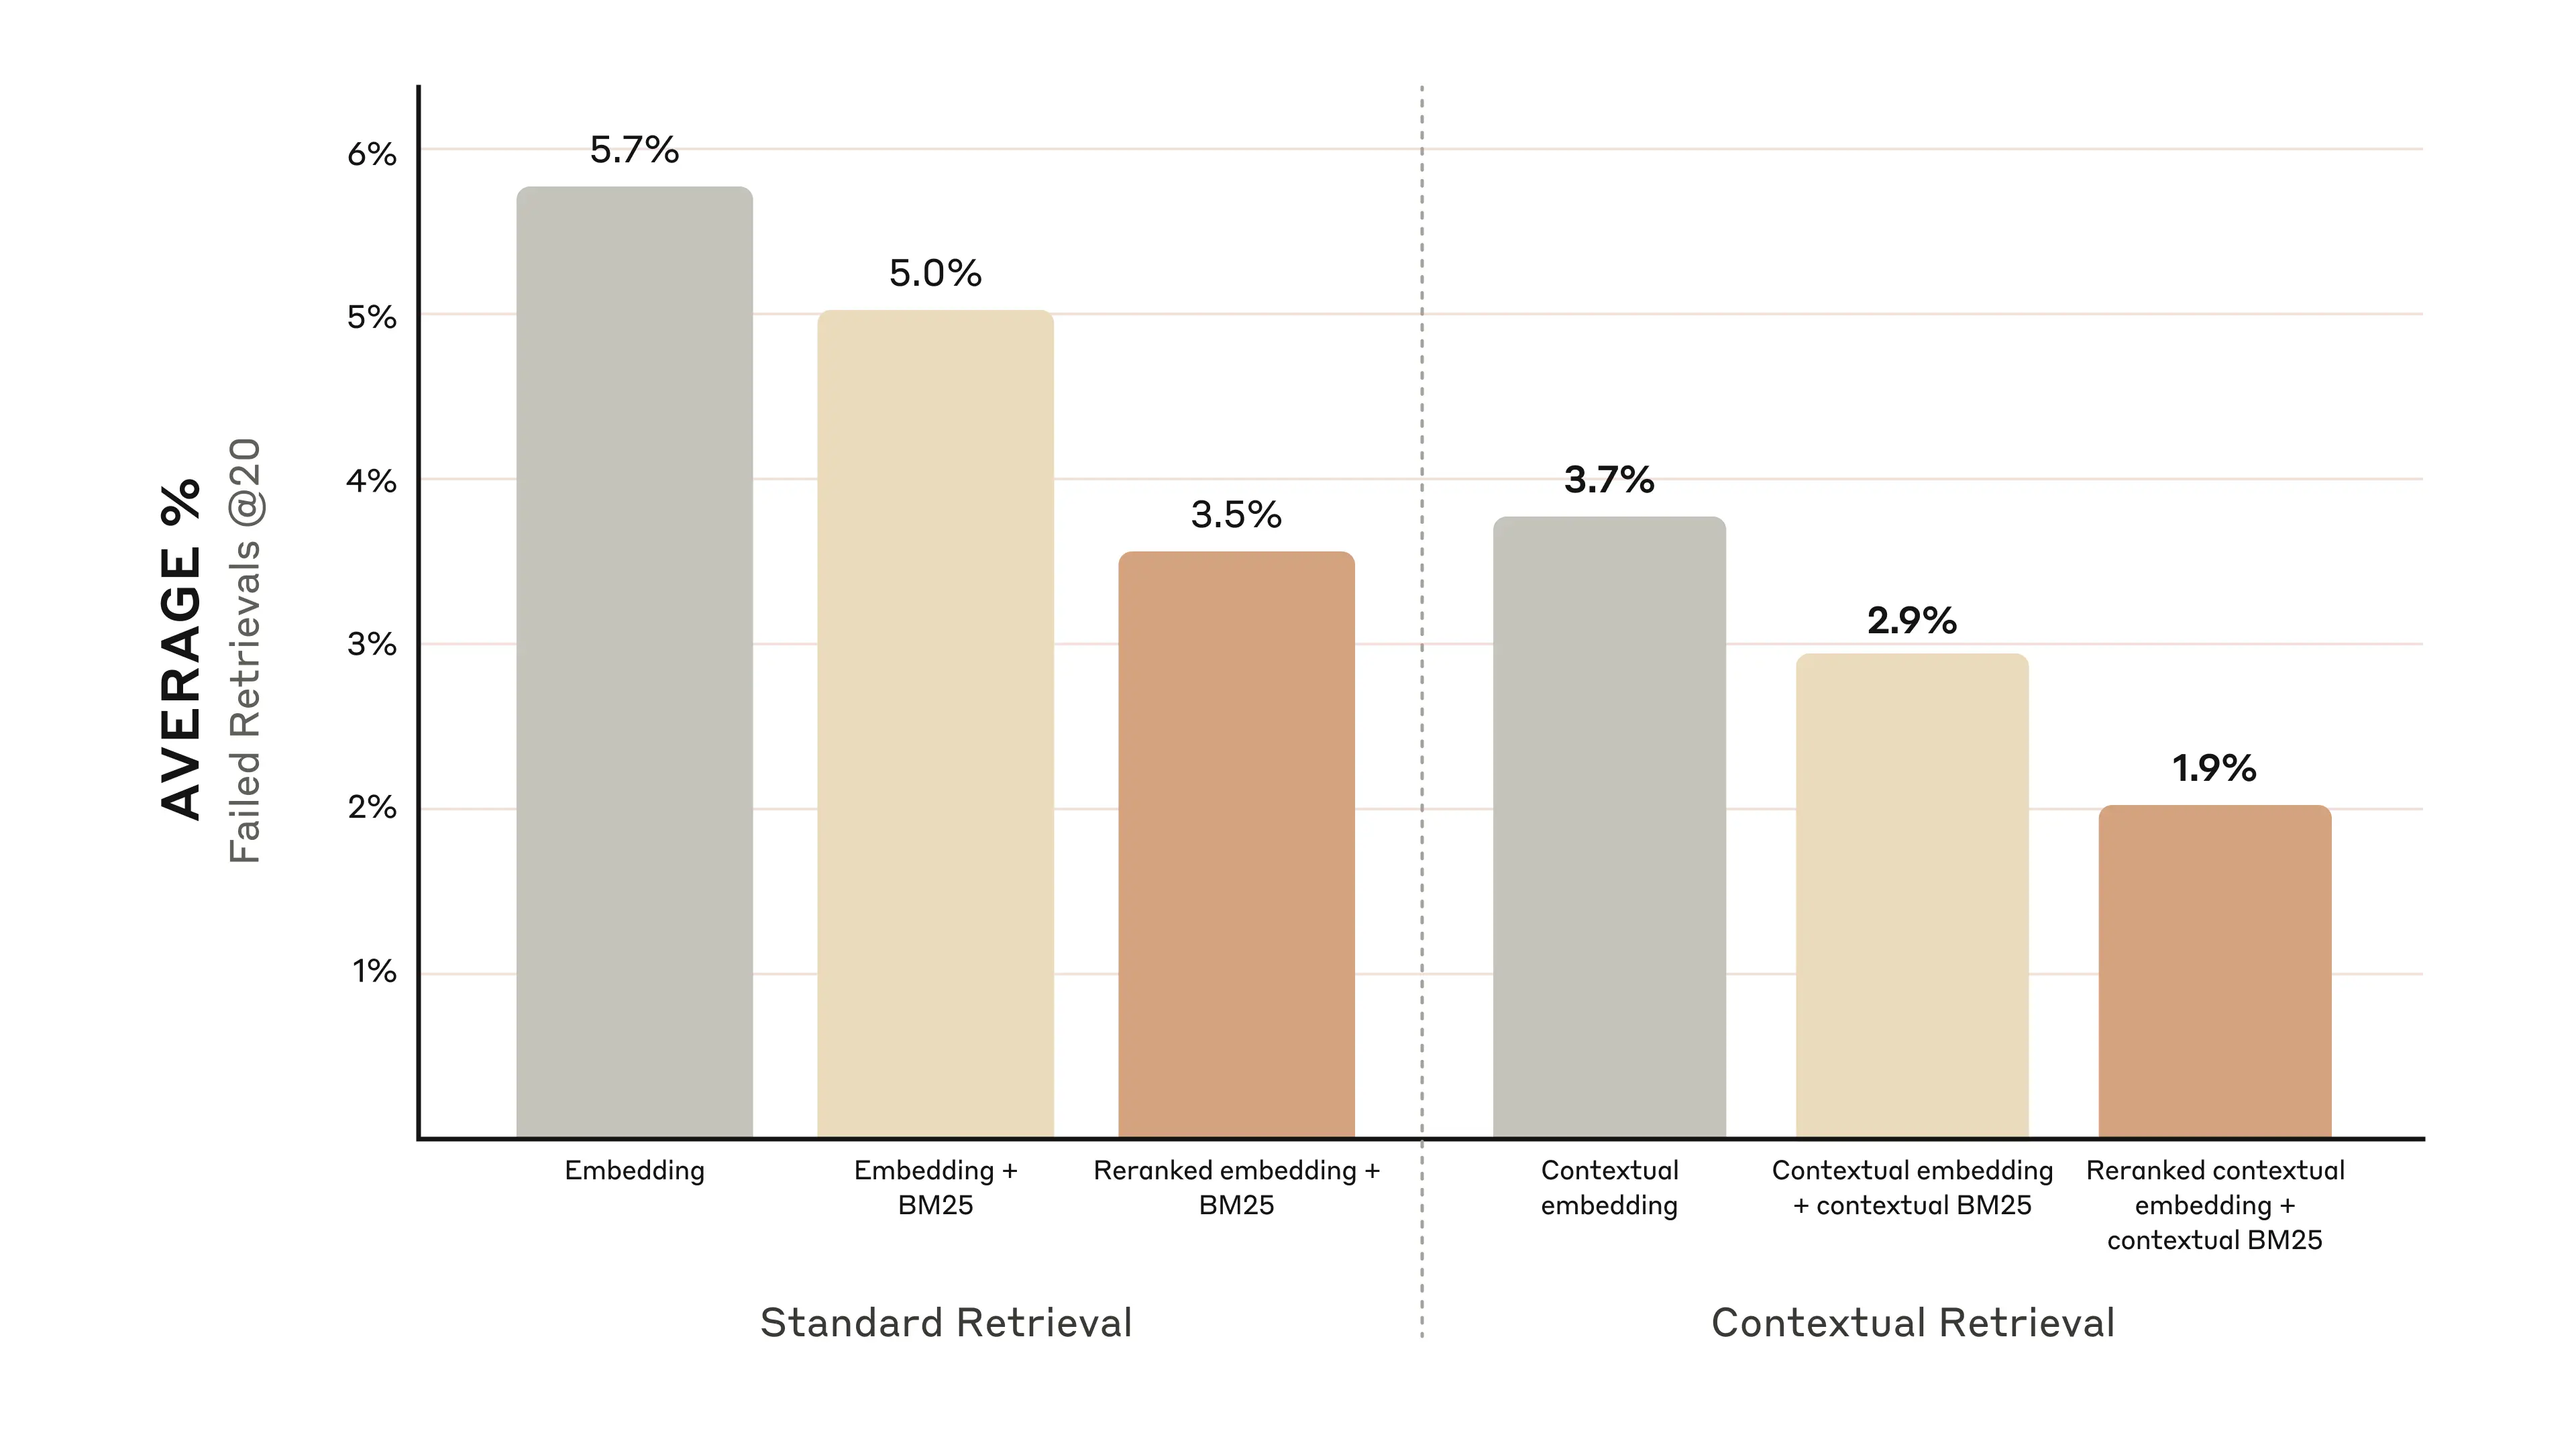 AVERAGE %
Failed Retrievals @20
6%
5%
4%
3%
2%
1%
5.7%
5.0%
3.5%
3.7%
2.9%
1.9%
Embedding
Embedding +
BM25
Reranked embedding +
BM25
Contextual
embedding
Contextual embedding
+ contextual BM25
Reranked contextual
embedding +
contextual BM25
Standard Retrieval
Contextual Retrieval